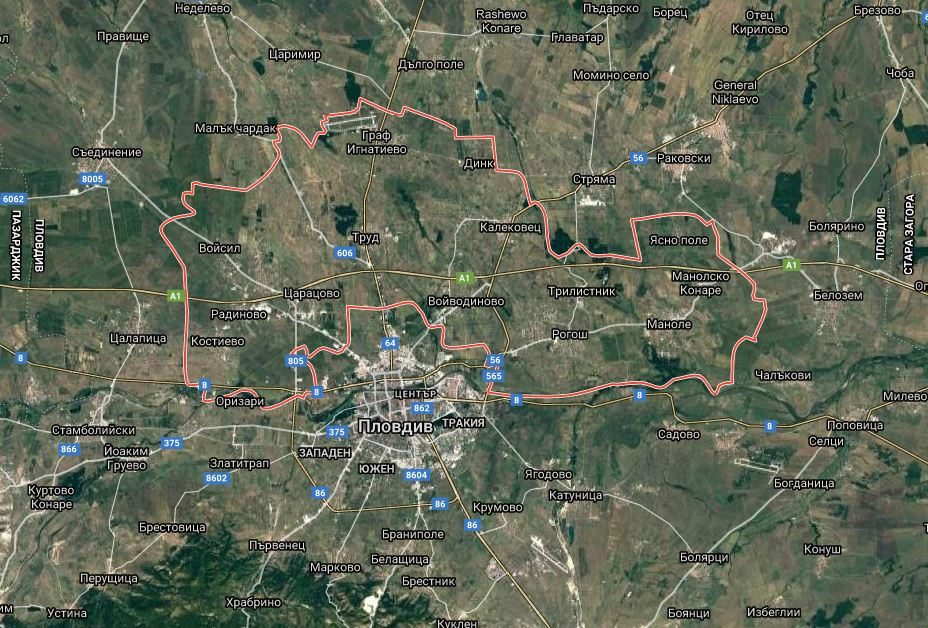 Неделево
Rashewo
Konare
Пъдарско
Борец
Отец
Кирилово
Брезово
Правище
Главатар
Царимир
Дълго поле
Момино село
Чоба
General
Niklaevo
Малък чардак
Граф
Игнатиево
Съединение
8005
Динк
56
Раковски
Стряма
6062
ПАЗАРДЖИК
ПЛОВДИВ
ПЛОВДИВ
СТАРА ЗАГОРА
Калековец
Болярино
Войсил
Труд
606
Ясно поле
A1
A1
A1
Манолско
Конаре
Царацово
Войводиново
Трилистник
Белозем
Радиново
Маноле
Рогош
Цалапица
Костиево
64
805
56
565
8
8
8
8
8
Чалъкови
Оризари
ЦЕНТЪР
862
Милево
Пловдив
ТРАКИЯ
8
Поповица
Стамболийски
375
375
Садово
Селци
866
Йоаким
Груево
ЗАПАДЕН
Златитрап
ЮЖЕН
8602
8604
Ягодово
Богданица
Куртово
Конаре
86
86
Катуница
Крумово
86
Брестовица
Браниполе
Първенец
Конуш
Болярци
Белащица
Марково
Перущица
Брестник
Храбрино
Устина
Боянци
Избеглии
Куклен